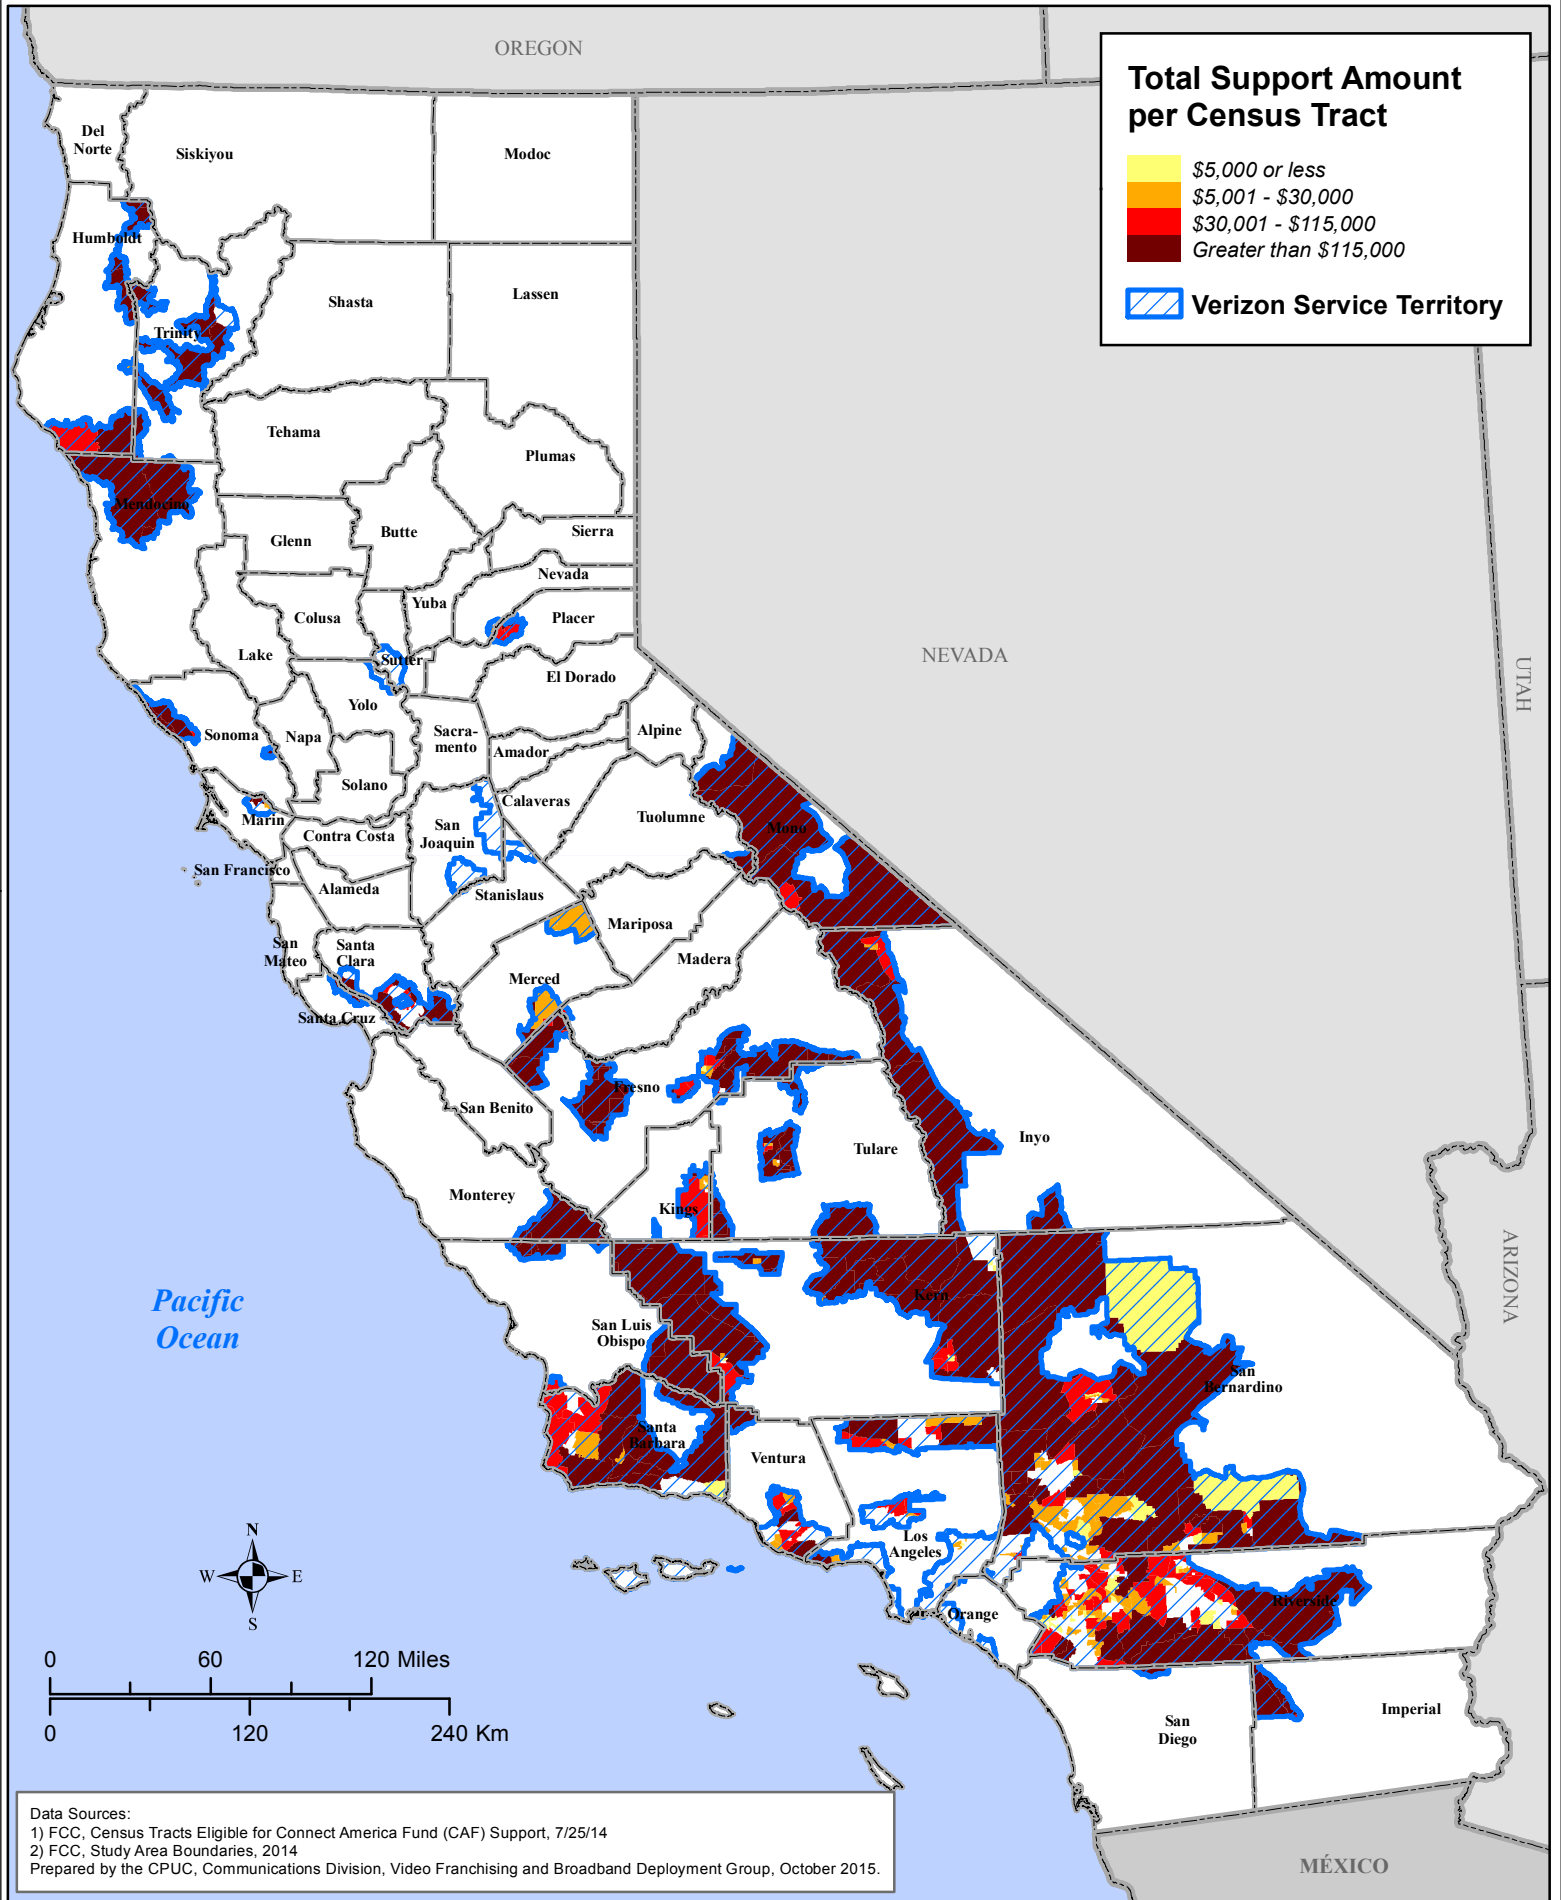 OREGON
Total Support Amount
per Census Tract
$5,000 or less
$5,001 - $30,000
$30,001 - $115,000
Greater than $115,000
Verizon Service Territory
Del
Norte
Siskiyou
Modoc
Humboldt
Trinity
Shasta
Lassen
Tehama
Plumas
Mendocino
Glenn
Butte
Sierra
Nevada
Colusa
Yuba
Placer
Lake
Sutter
El Dorado
NEVADA
UTAH
Yolo
Sonoma
Napa
Sacra-
mento
Alpine
Amador
Solano
Calaveras
Marin
Contra Costa
San
Joaquin
Tuolumne
Mono
San Francisco
Alameda
Stanislaus
Mariposa
San
Mateo
Santa
Clara
Merced
Madera
Santa Cruz
Fresno
San Benito
Tulare
Inyo
Monterey
Kings
ARIZONA
Pacific
Ocean
San Luis
Obispo
Kern
San
Bernardino
Santa
Barbara
Ventura
Los
Angeles
Orange
Riverside
N
W
E
S
0
60
120 Miles
0
120
240 Km
San
Diego
Imperial
MÉXICO
Data Sources:
1) FCC, Census Tracts Eligible for Connect America Fund (CAF) Support, 7/25/14
2) FCC, Study Area Boundaries, 2014
Prepared by the CPUC, Communications Division, Video Franchising and Broadband Deployment Group, October 2015.